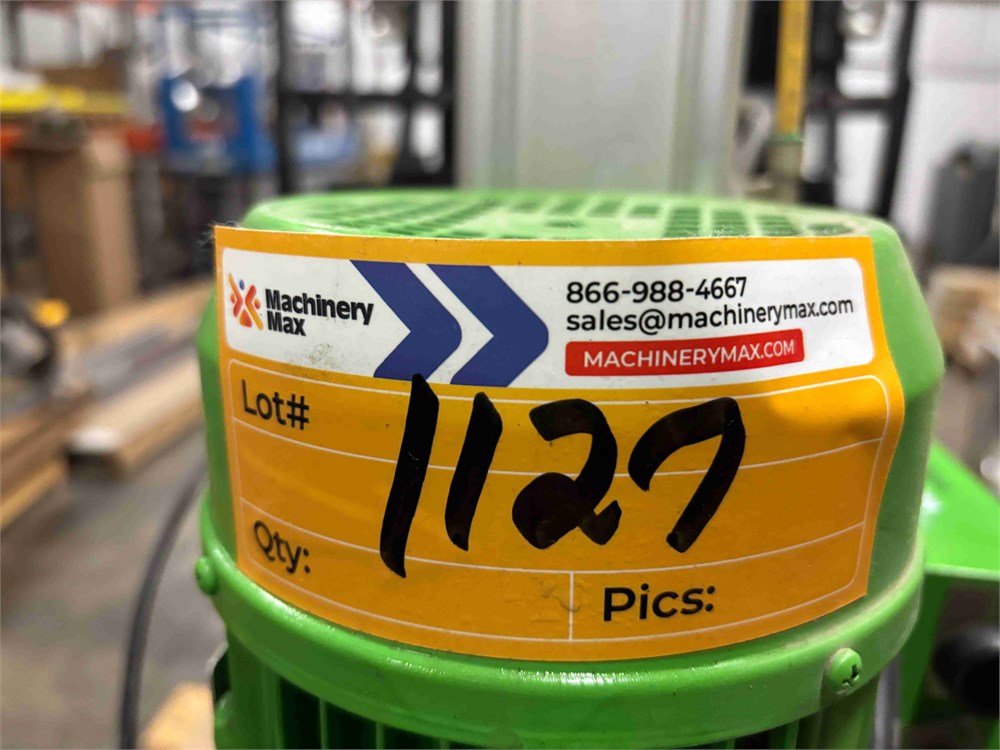 Machinery
Max
866-988-4667
sales@machinerymax.com
MACHINERYMAX.COM
Lot#
1127
Qty:
Pics: